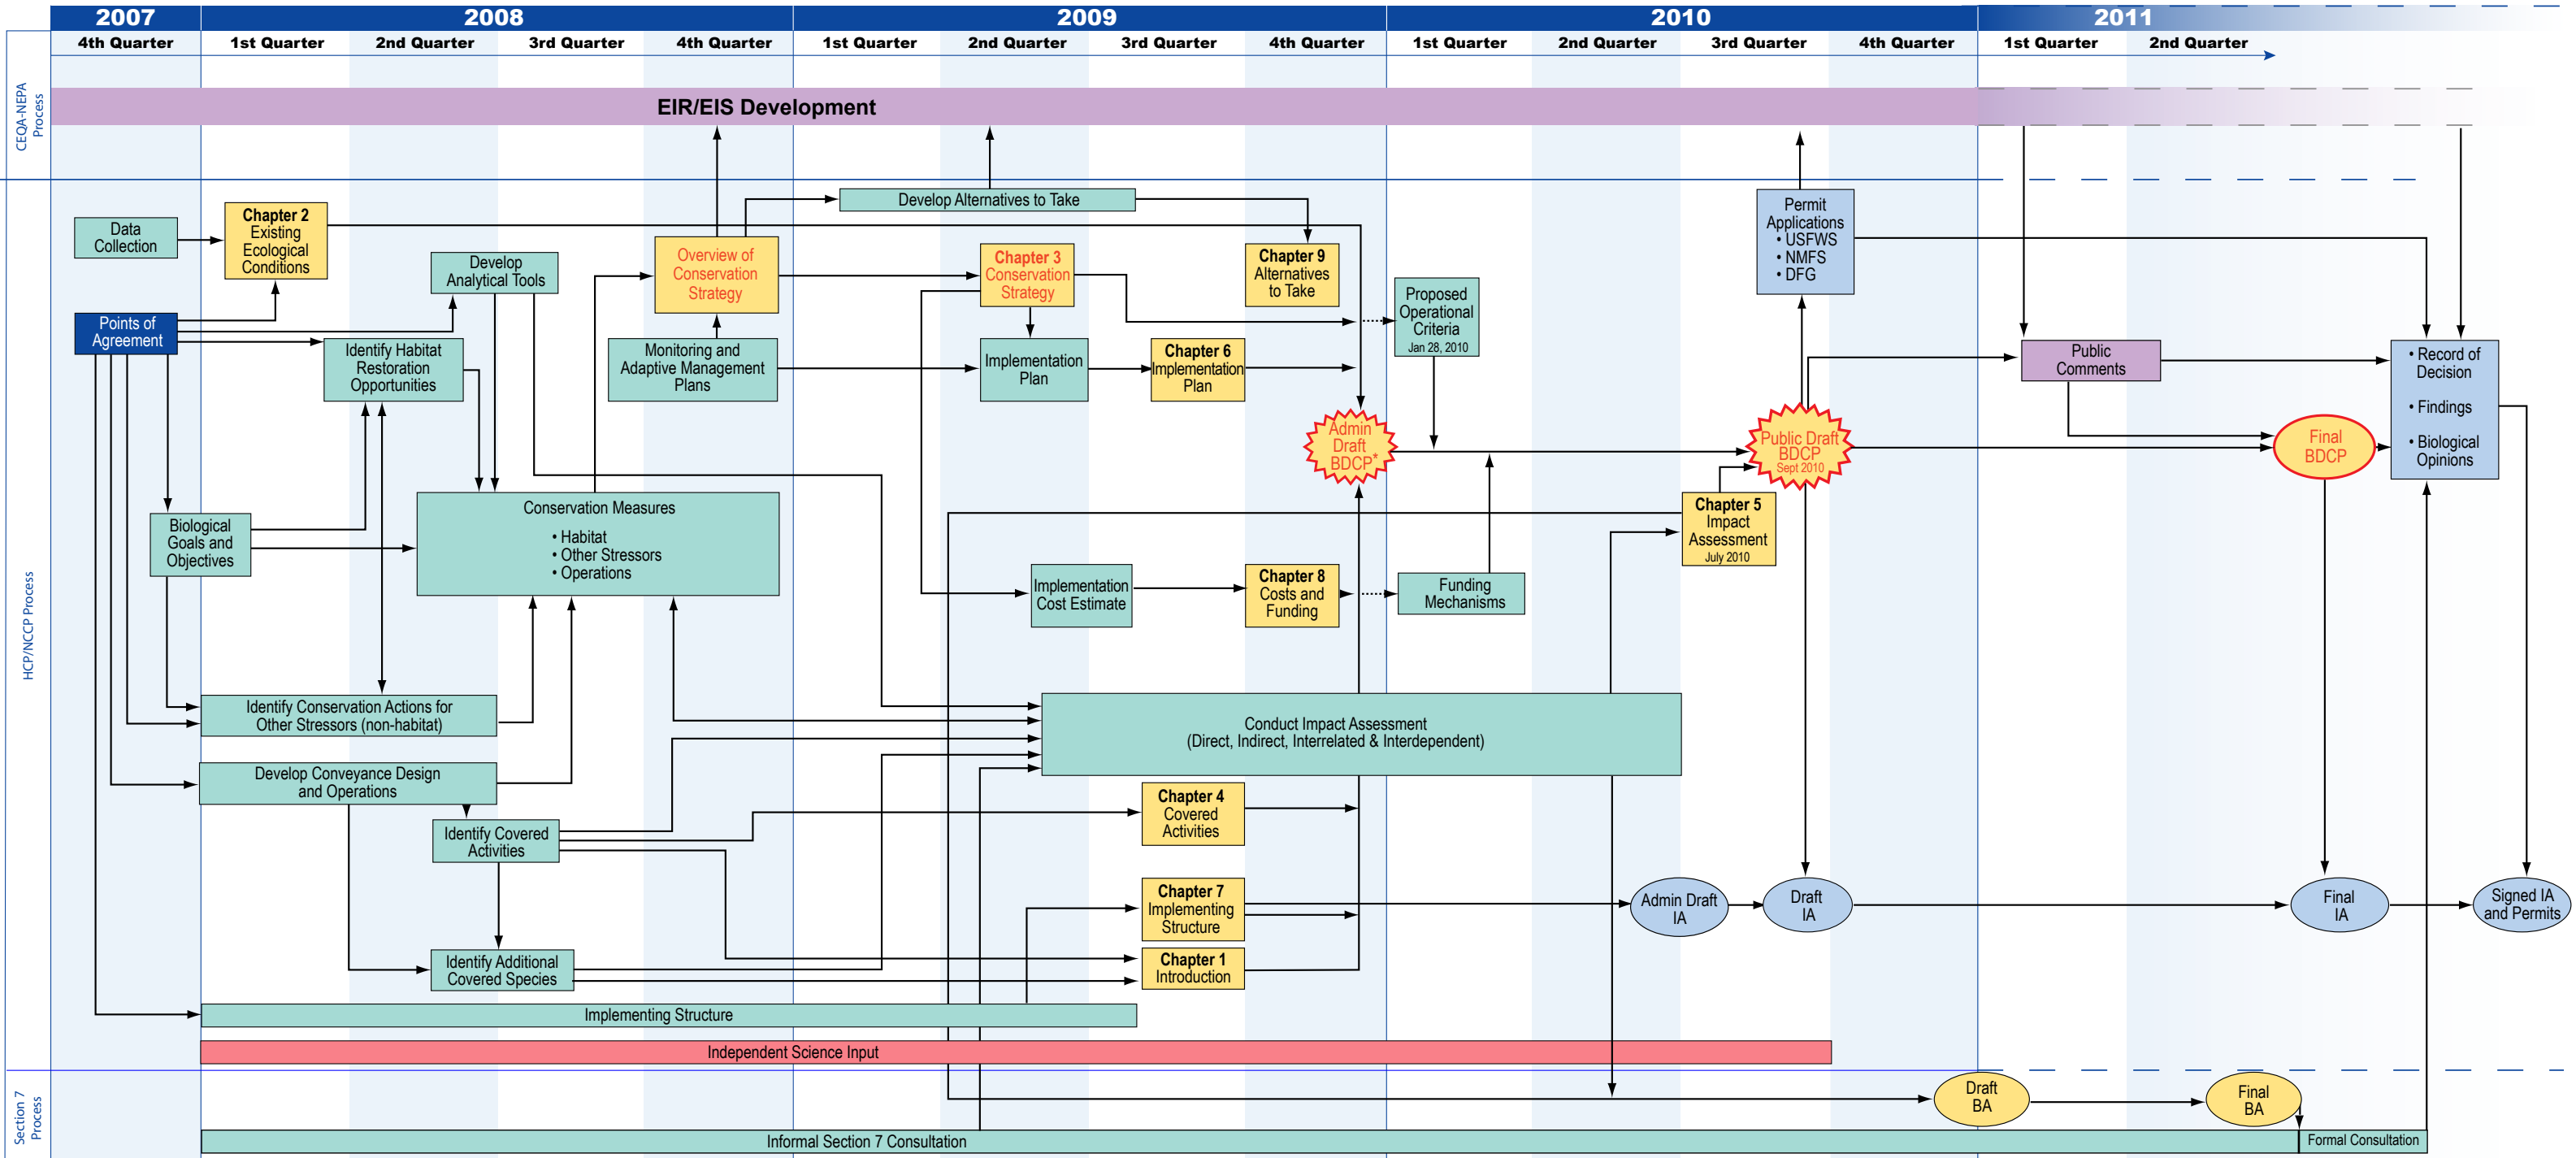 2007
2008
2009
2010
2011
4th Quarter
1st Quarter
2nd Quarter
3rd Quarter
4th Quarter
1st Quarter
2nd Quarter
3rd Quarter
4th Quarter
1st Quarter
2nd Quarter
3rd Quarter
4th Quarter
1st Quarter
2nd Quarter
CEQA-NEPA
Process
EIR/EIS Development
HCP/NCCP Process
Develop Alternatives to Take
Data
Collection
Chapter 2
Existing
Ecological
Conditions
Develop
Analytical Tools
Overview of
Conservation
Strategy
Chapter 3
Conservation
Strategy
Chapter 9
Alternatives
to Take
Proposed
Operational
Criteria
Jan 28, 2010
Permit
Applications
• USFWS
• NMFS
• DFG
Points of
Agreement
Identify Habitat
Restoration
Opportunities
Monitoring and
Adaptive Management
Plans
Implementation
Plan
Chapter 6
Implementation
Plan
Public
Comments
• Record of
Decision
• Findings
• Biological
Opinions
Admin
Draft
BDCP*
Public Draft
BDCP
Sept 2010
Final
BDCP
Biological
Goals and
Objectives
Conservation Measures
• Habitat
• Other Stressors
• Operations
Chapter 5
Impact
Assessment
July 2010
Implementation
Cost Estimate
Chapter 8
Costs and
Funding
Funding
Mechanisms
Identify Conservation Actions for
Other Stressors (non-habitat)
Conduct Impact Assessment
(Direct, Indirect, Interrelated & Interdependent)
Develop Conveyance Design
and Operations
Identify Covered
Activities
Chapter 4
Covered
Activities
Chapter 7
Implementing
Structure
Admin Draft
IA
Draft
IA
Final
IA
Signed IA
and Permits
Identify Additional
Covered Species
Chapter 1
Introduction
Implementing Structure
Independent Science Input
Section 7
Process
Draft
BA
Final
BA
Informal Section 7 Consultation
Formal Consultation